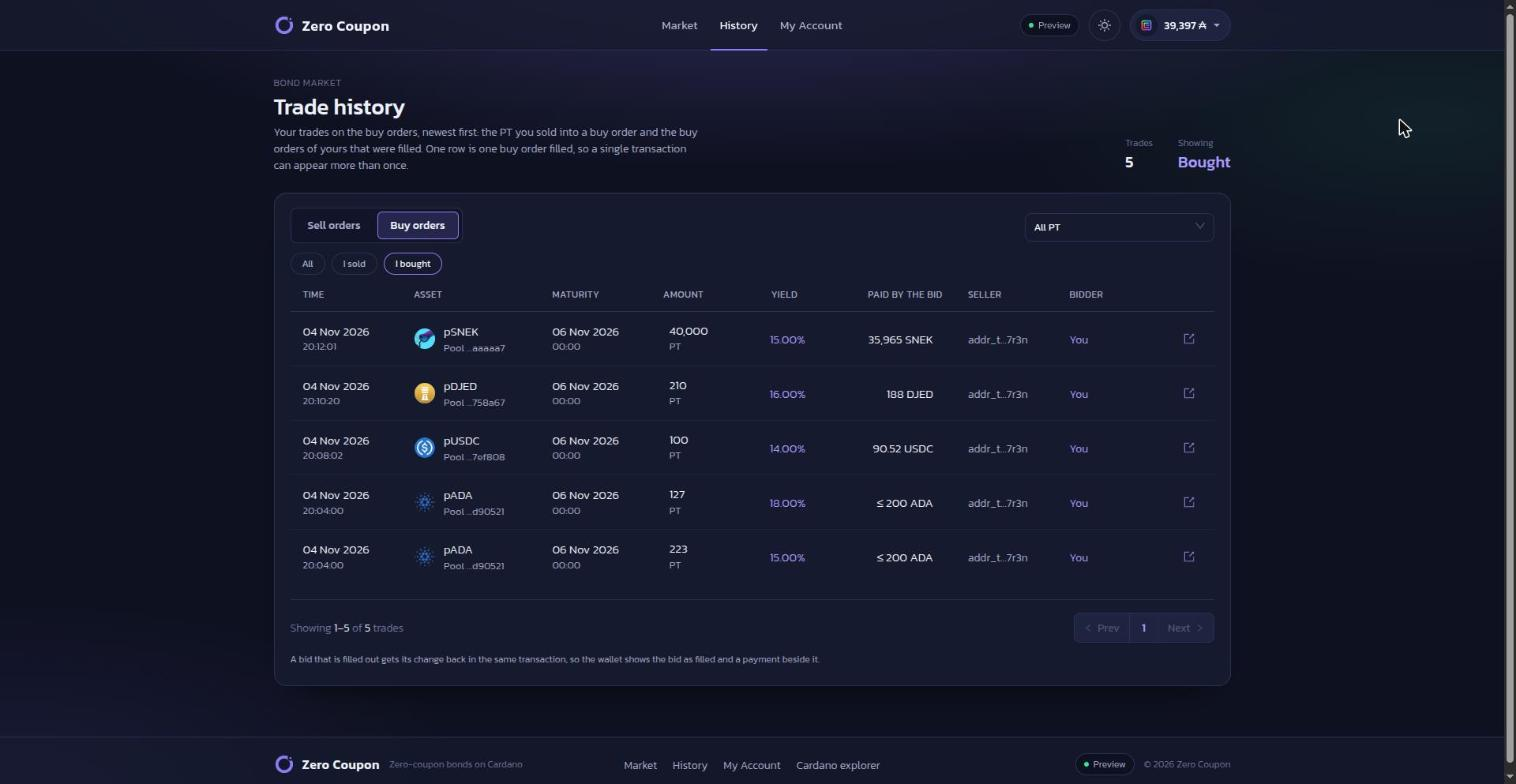 Zero Coupon
Market History My Account
Preview
39,397 ₳
BOND MARKET
Trade history
Your trades on the buy orders, newest first: the PT you sold into a buy order and the buy
orders of yours that were filled. One row is one buy order filled, so a single transaction
can appear more than once.
Trades Showing
5 Bought
Sell orders Buy orders
All PT
All I sold I bought
TIME ASSET MATURITY AMOUNT YIELD PAID BY THE BID SELLER BIDDER
04 Nov 2026 pSNEK 06 Nov 2026 40,000 15.00% 35,965 SNEK addr_t...7r3n You
20:12:01 Pool ...aaaaa7 00:00 PT
04 Nov 2026 pDJED 06 Nov 2026 210 16.00% 188 DJED addr_t...7r3n You
20:10:20 Pool ...758a67 00:00 PT
04 Nov 2026 pUSDC 06 Nov 2026 100 14.00% 90.52 USDC addr_t...7r3n You
20:08:02 Pool ...7ef808 00:00 PT
04 Nov 2026 pADA 06 Nov 2026 127 18.00% ≤ 200 ADA addr_t...7r3n You
20:04:00 Pool ...d90521 00:00 PT
04 Nov 2026 pADA 06 Nov 2026 223 15.00% ≤ 200 ADA addr_t...7r3n You
20:04:00 Pool ...d90521 00:00 PT
Showing 1–5 of 5 trades
Prev 1 Next
A bid that is filled out gets its change back in the same transaction, so the wallet shows the bid as filled and a payment beside it.
Zero Coupon Zero-coupon bonds on Cardano
Market History My Account Cardano explorer
Preview © 2026 Zero Coupon